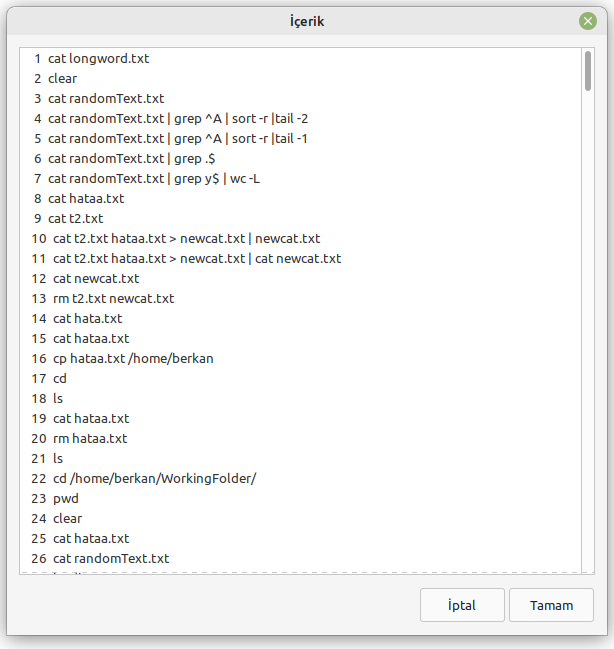 İçerik
1 cat longword.txt
2 clear
3 cat randomText.txt
4 cat randomText.txt | grep ^A | sort -r |tail -2
5 cat randomText.txt | grep ^A | sort -r |tail -1
6 cat randomText.txt | grep .$
7 cat randomText.txt | grep y$ | wc -L
8 cat hataa.txt
9 cat t2.txt
10 cat t2.txt hataa.txt > newcat.txt | newcat.txt
11 cat t2.txt hataa.txt > newcat.txt | cat newcat.txt
12 cat newcat.txt
13 rm t2.txt newcat.txt
14 cat hata.txt
15 cat hataa.txt
16 cp hataa.txt /home/berkan
17 cd
18 ls
19 cat hataa.txt
20 rm hataa.txt
21 ls
22 cd /home/berkan/WorkingFolder/
23 pwd
24 clear
25 cat hataa.txt
26 cat randomText.txt
İptal
Tamam